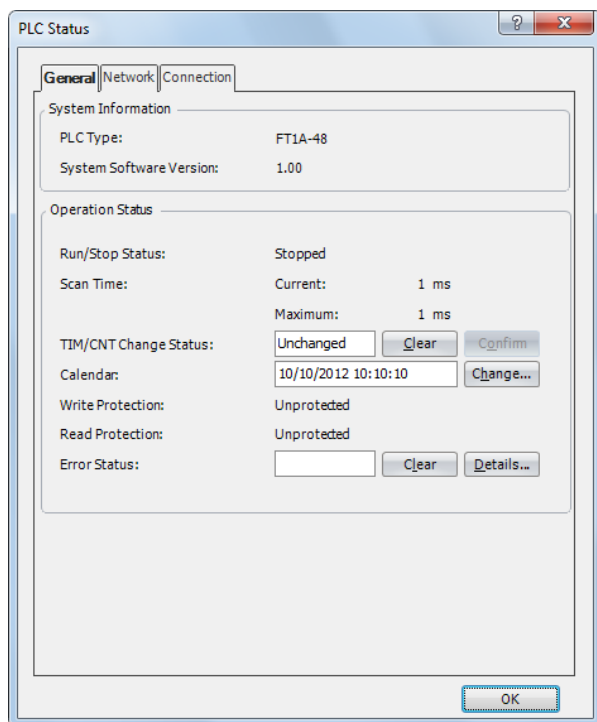 PLC Status
General Network Connection
System Information
PLC Type: FT1A-48
System Software Version: 1.00
Operation Status
Run/Stop Status: Stopped
Scan Time: Current: 1 ms
Maximum: 1 ms
TIM/CNT Change Status: Unchanged Clear Confirm
Calendar: 10/10/2012 10:10:10 Change...
Write Protection: Unprotected
Read Protection: Unprotected
Error Status: Clear Details...
OK